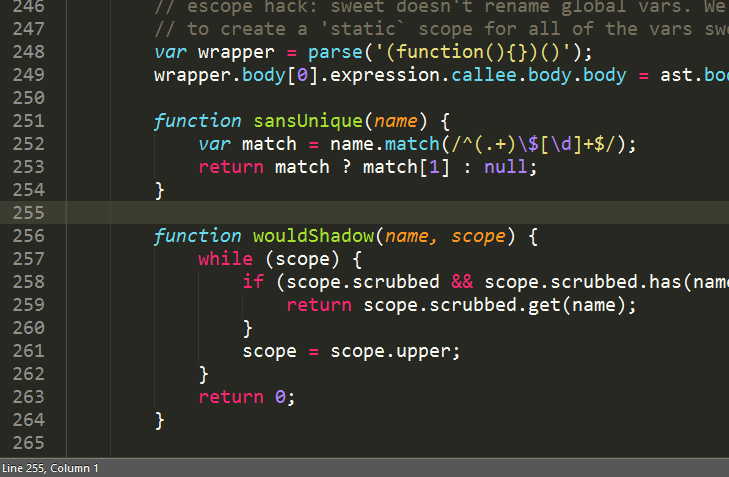 246 // escope hack: sweet doesn't rename global vars. We
247 // to create a 'static` scope for all of the vars swe
248 var wrapper = parse('(function(){})()');
249 wrapper.body[0].expression.callee.body.body = ast.bo
250
251 function sansUnique(name) {
252 var match = name.match(/^(.+)\$[\d]+$/);
253 return match ? match[1] : null;
254 }
255
256 function wouldShadow(name, scope) {
257 while (scope) {
258 if (scope.scrubbed && scope.scrubbed.has(name
259 return scope.scrubbed.get(name);
260 }
261 scope = scope.upper;
262 }
263 return 0;
264 }
265
Line 255, Column 1